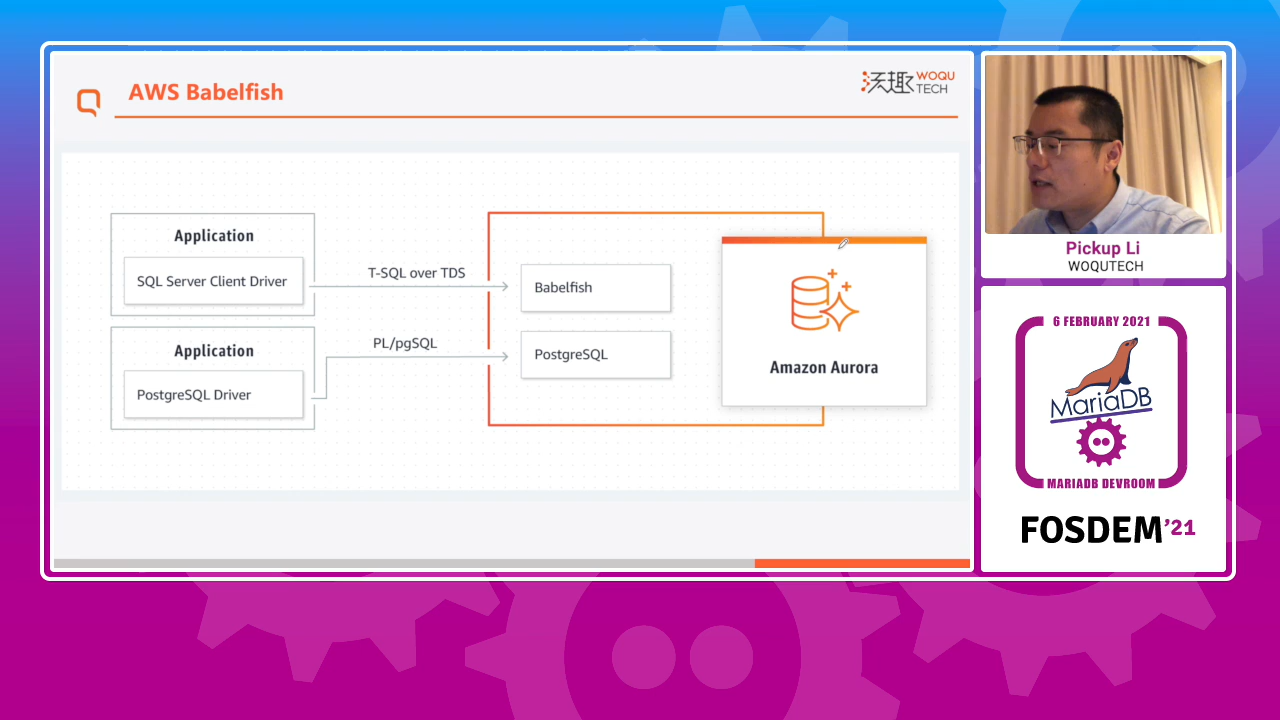 AWS Babelfish
沃趣 WOQU TECH
Application
SQL Server Client Driver
T-SQL over TDS
Babelfish
Application
PostgreSQL Driver
PL/pgSQL
PostgreSQL
Amazon Aurora
Pickup Li
WOQUTECH
6 FEBRUARY 2021
MariaDB
MARIADB DEVROOM
FOSDEM’21